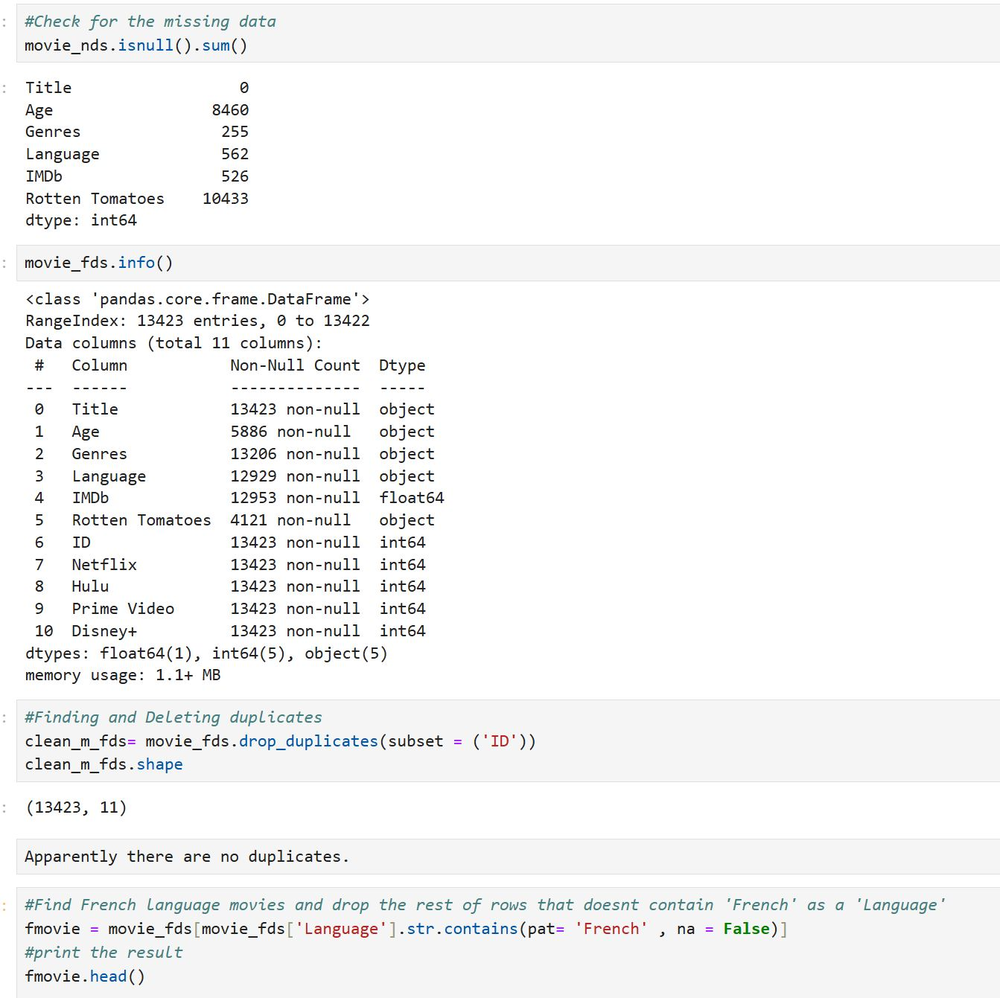 #Check for the missing data
movie_nds.isnull().sum()
Title 0
Age 8460
Genres 255
Language 562
IMDb 526
Rotten Tomatoes 10433
dtype: int64
movie_fds.info()
<class 'pandas.core.frame.DataFrame'>
RangeIndex: 13423 entries, 0 to 13422
Data columns (total 11 columns):
# Column Non-Null Count Dtype
--- ------ -------------- -----
0 Title 13423 non-null object
1 Age 5886 non-null object
2 Genres 13206 non-null object
3 Language 12929 non-null object
4 IMDb 12953 non-null float64
5 Rotten Tomatoes 4121 non-null object
6 ID 13423 non-null int64
7 Netflix 13423 non-null int64
8 Hulu 13423 non-null int64
9 Prime Video 13423 non-null int64
10 Disney+ 13423 non-null int64
dtypes: float64(1), int64(5), object(5)
memory usage: 1.1+ MB
#Finding and Deleting duplicates
clean_m_fds= movie_fds.drop_duplicates(subset = ('ID'))
clean_m_fds.shape
(13423, 11)
Apparently there are no duplicates.
#Find French language movies and drop the rest of rows that doesnt contain 'French' as a 'Language'
fmovie = movie_fds[movie_fds['Language'].str.contains(pat= 'French' , na = False)]
#print the result
fmovie.head()